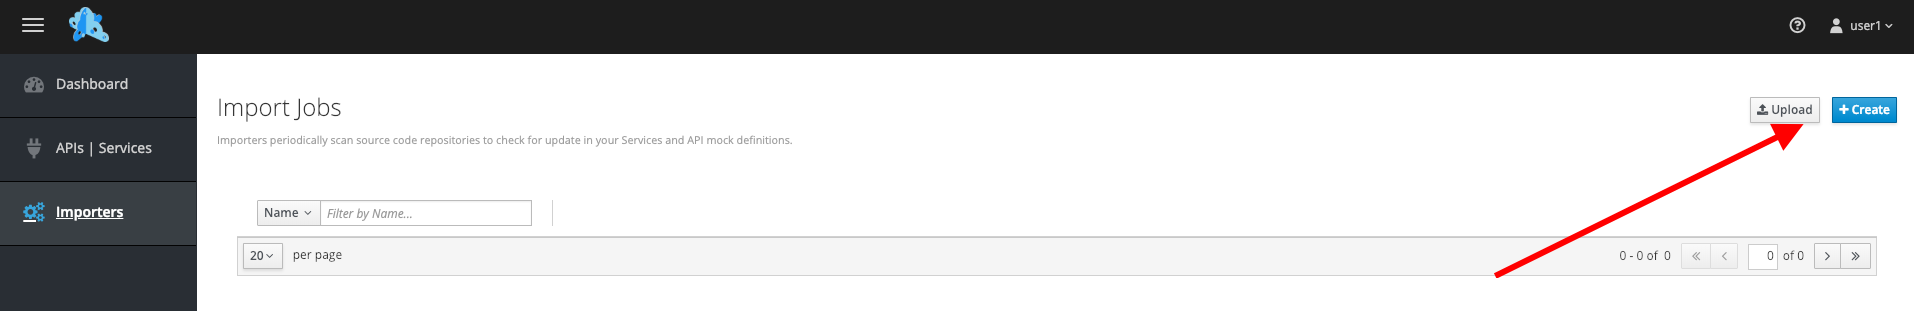 user1
Dashboard
APIs | Services
Importers
Import Jobs
Upload
Create
Importers periodically scan source code repositories to check for update in your Services and API mock definitions.
Name
Filter by Name...
20
per page
0 - 0 of 0
0
of 0